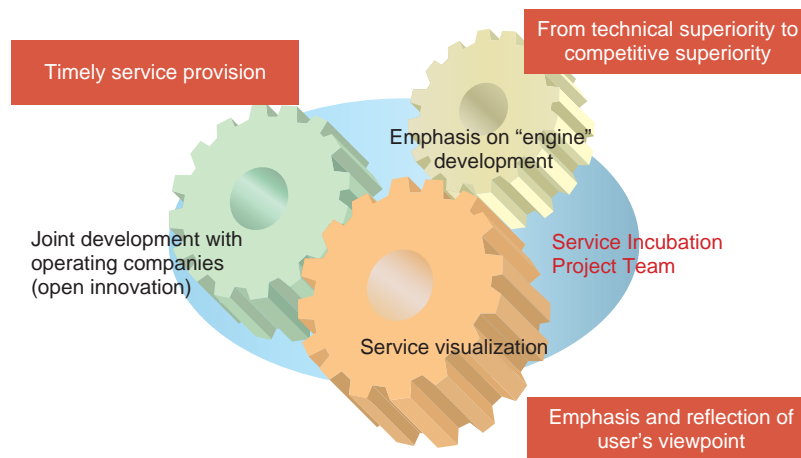 From technical superiority to
competitive superiority
Timely service provision
Emphasis on “engine”
development
Joint development with
operating companies
(open innovation)
Service Incubation
Project Team
Service visualization
Emphasis and reflection of
user’s viewpoint